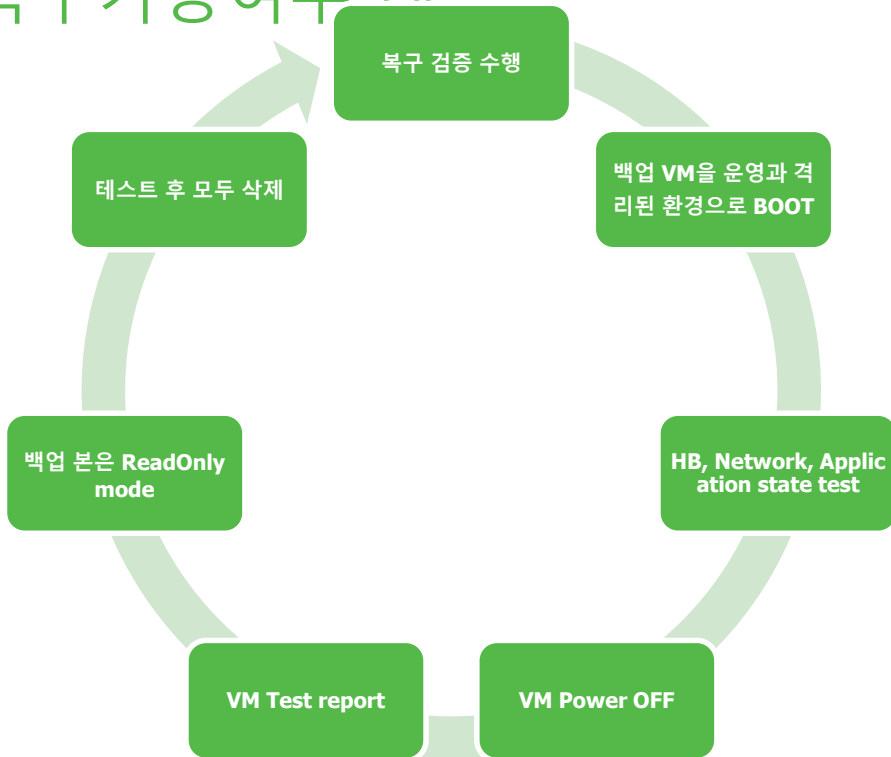 복구 검증 수행
백업 VM을 운영과 격
리된 환경으로 BOOT
HB, Network, Applic
ation state test
VM Power OFF
VM Test report
백업 본은 ReadOnly
mode
테스트 후 모두 삭제